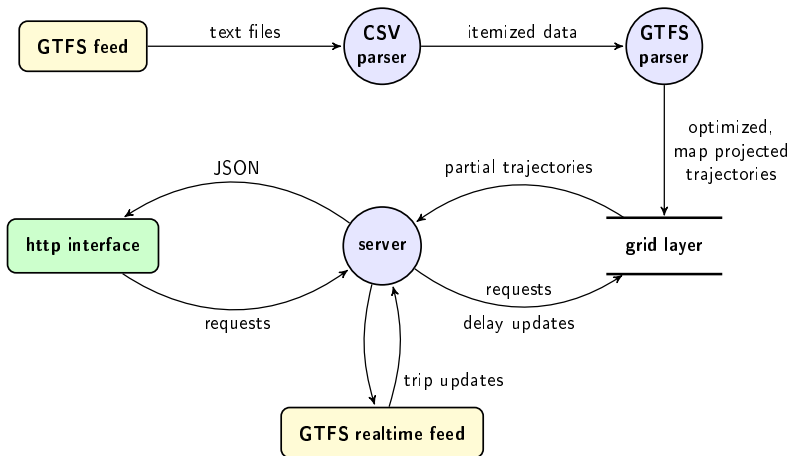 GTFS feed
text files
CSV
parser
itemized data
GTFS
parser
optimized,
map projected
trajectories
JSON
partial trajectories
http interface
server
grid layer
requests
requests
delay updates
trip updates
GTFS realtime feed